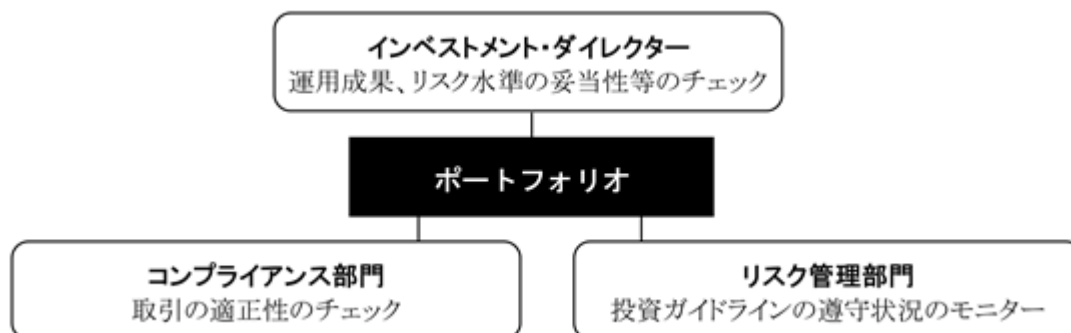 インベストメント・ダイレクター
運用成果、リスク水準の妥当性等のチェック
ポートフォリオ
コンプライアンス部門
取引の適正性のチェック
リスク管理部門
投資ガイドラインの遵守状況のモニター